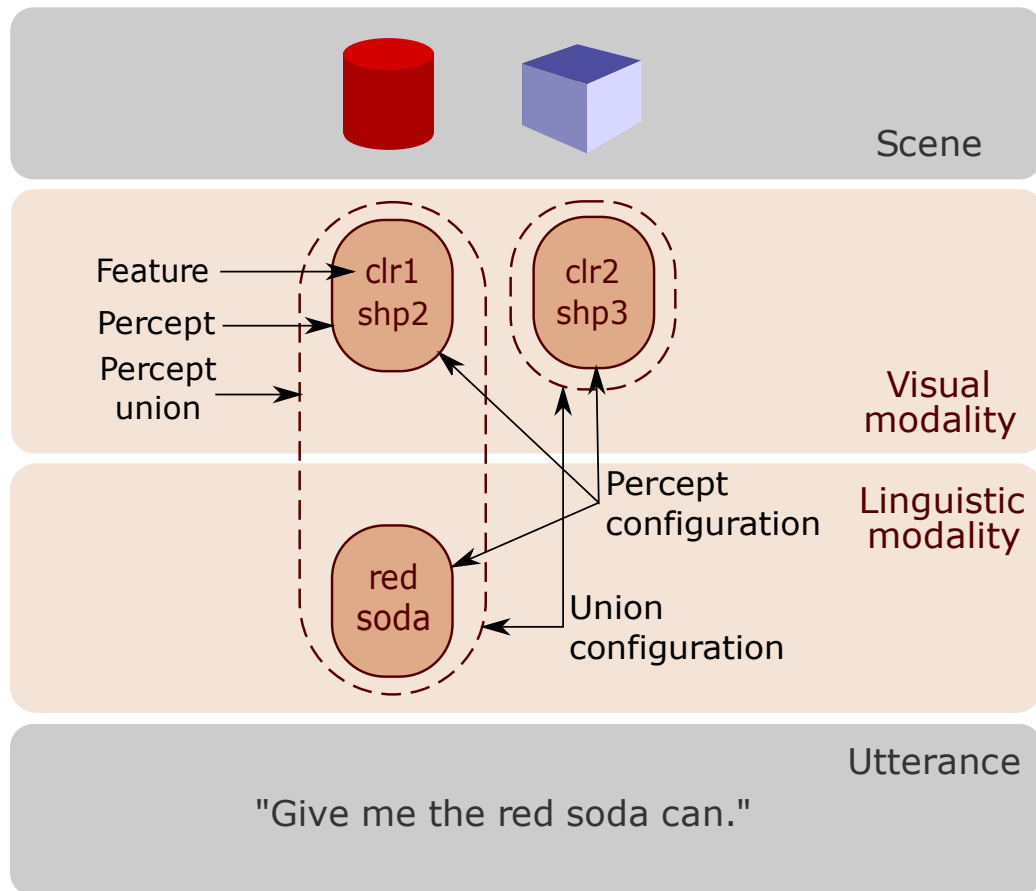 Scene
Feature
clr1
shp2
clr2
shp3
Percept
Percept
union
Visual
modality
Percept
configuration
Linguistic
modality
red
soda
Union
configuration
Utterance
"Give me the red soda can."